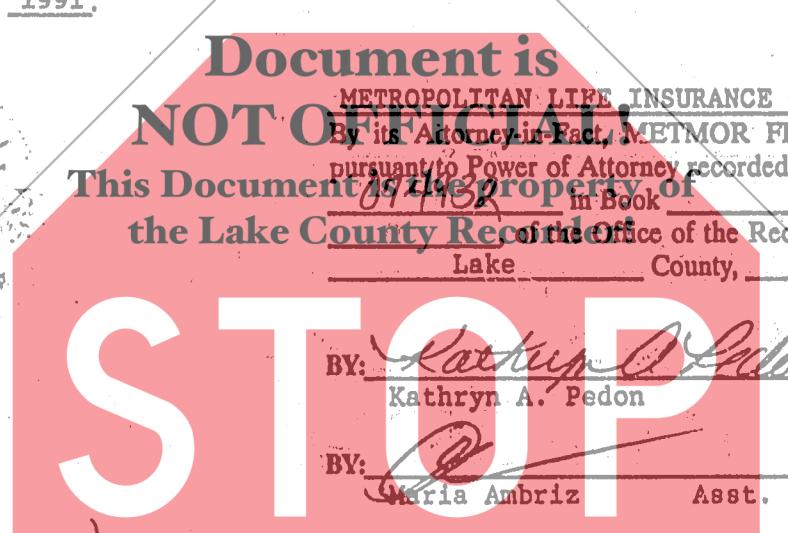 1991.
Document is
NOT OFFICIAL!
This Document is the property of
the Lake County Recorder!
STOP
METROPOLITAN LIFE INSURANCE
By its Attorney-in-Fact, METMOR
pursuant to Power of Attorney recorded
in Book
, of the Office of the
Lake County,
BY: Kathryn A.
Kathryn A. Pedon
BY:
Maria Ambriz Asst.